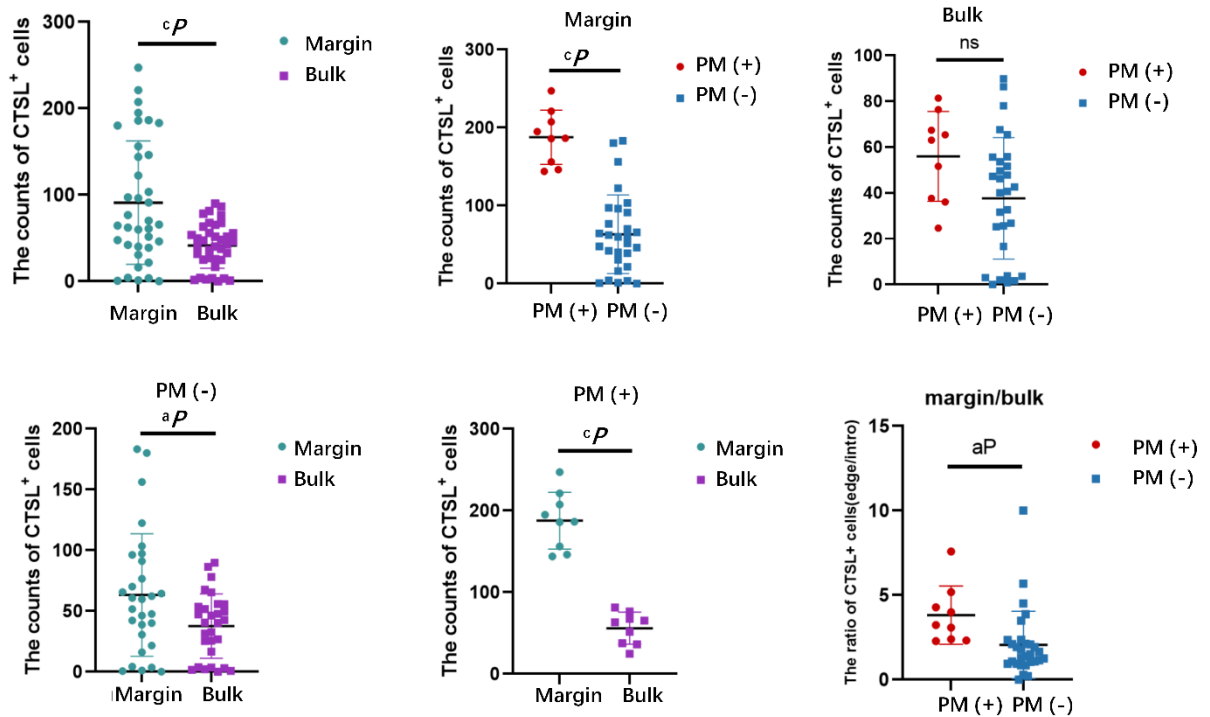 The counts of CTSL⁺ cells
300
200
100
0
ᶜP
Margin
Bulk
Margin
Bulk
Margin
The counts of CTSL⁺ cells
300
200
100
0
ᶜP
PM (+)
PM (-)
PM (+)
PM (-)
Bulk
The counts of CTSL⁺ cells
100
80
60
40
20
0
ns
PM (+)
PM (-)
PM (+)
PM (-)
PM (-)
The counts of CTSL⁺ cells
200
150
100
50
0
ᵃP
Margin
Bulk
Margin
Bulk
PM (+)
The counts of CTSL⁺ cells
300
200
100
0
ᶜP
Margin
Bulk
Margin
Bulk
margin/bulk
The ratio of CTSL+ cells(edge/intro)
15
10
5
0
aP
PM (+)
PM (-)
PM (+)
PM (-)